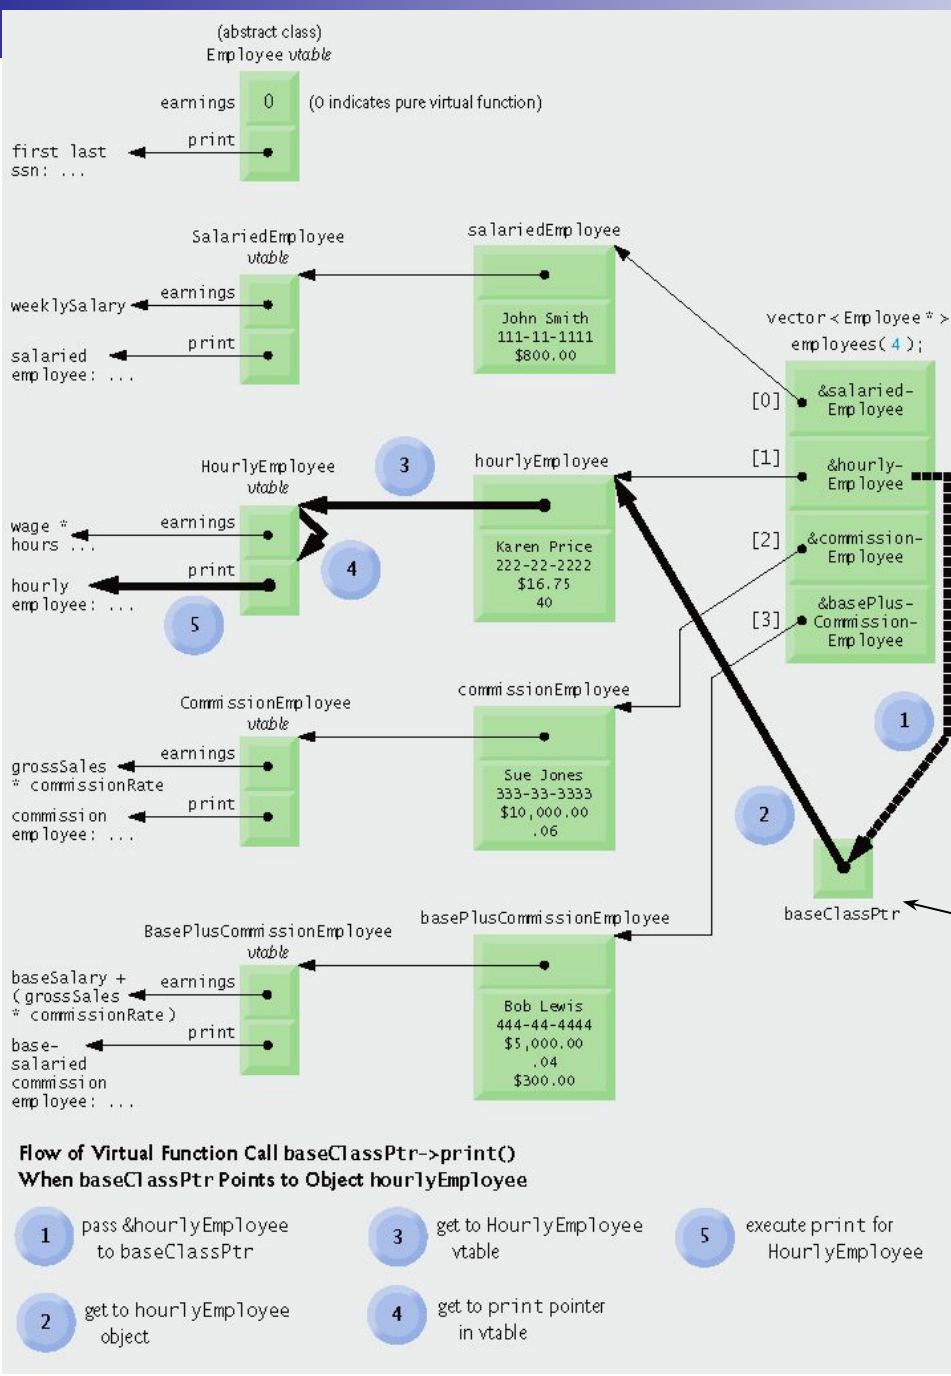 (abstract class)
Employee vtable
earnings
0
(0 indicates pure virtual function)
print
first last
ssn: ...
SalariedEmployee
vtable
earnings
weeklySalary
print
salaried
employee: ...
salariedEmployee
John Smith
111-11-1111
$800.00
vector < Employee * >
employees( 4 );
[0]
&salaried-
Employee
[1]
&hourly-
Employee
[2]
&commission-
Employee
[3]
&basePlus-
Commission-
Employee
HourlyEmployee
vtable
3
hourlyEmployee
earnings
wage *
hours ...
print
hourly
employee: ...
4
5
Karen Price
222-22-2222
$16.75
40
CommissionEmployee
vtable
earnings
grossSales
* commissionRate
print
commission
employee: ...
commissionEmployee
Sue Jones
333-33-3333
$10,000.00
.06
1
2
baseClassPtr
BasePlusCommissionEmployee
vtable
baseSalary +
( grossSales
* commissionRate )
earnings
print
base-
salaried
commission
employee: ...
basePlusCommissionEmployee
Bob Lewis
444-44-4444
$5,000.00
.04
$300.00
Flow of Virtual Function Call baseClassPtr->print()
When baseClassPtr Points to Object hourlyEmployee
1
pass &hourlyEmployee
to baseClassPtr
2
get to hourlyEmployee
object
3
get to HourlyEmployee
vtable
4
get to print pointer
in vtable
5
execute print for
HourlyEmployee